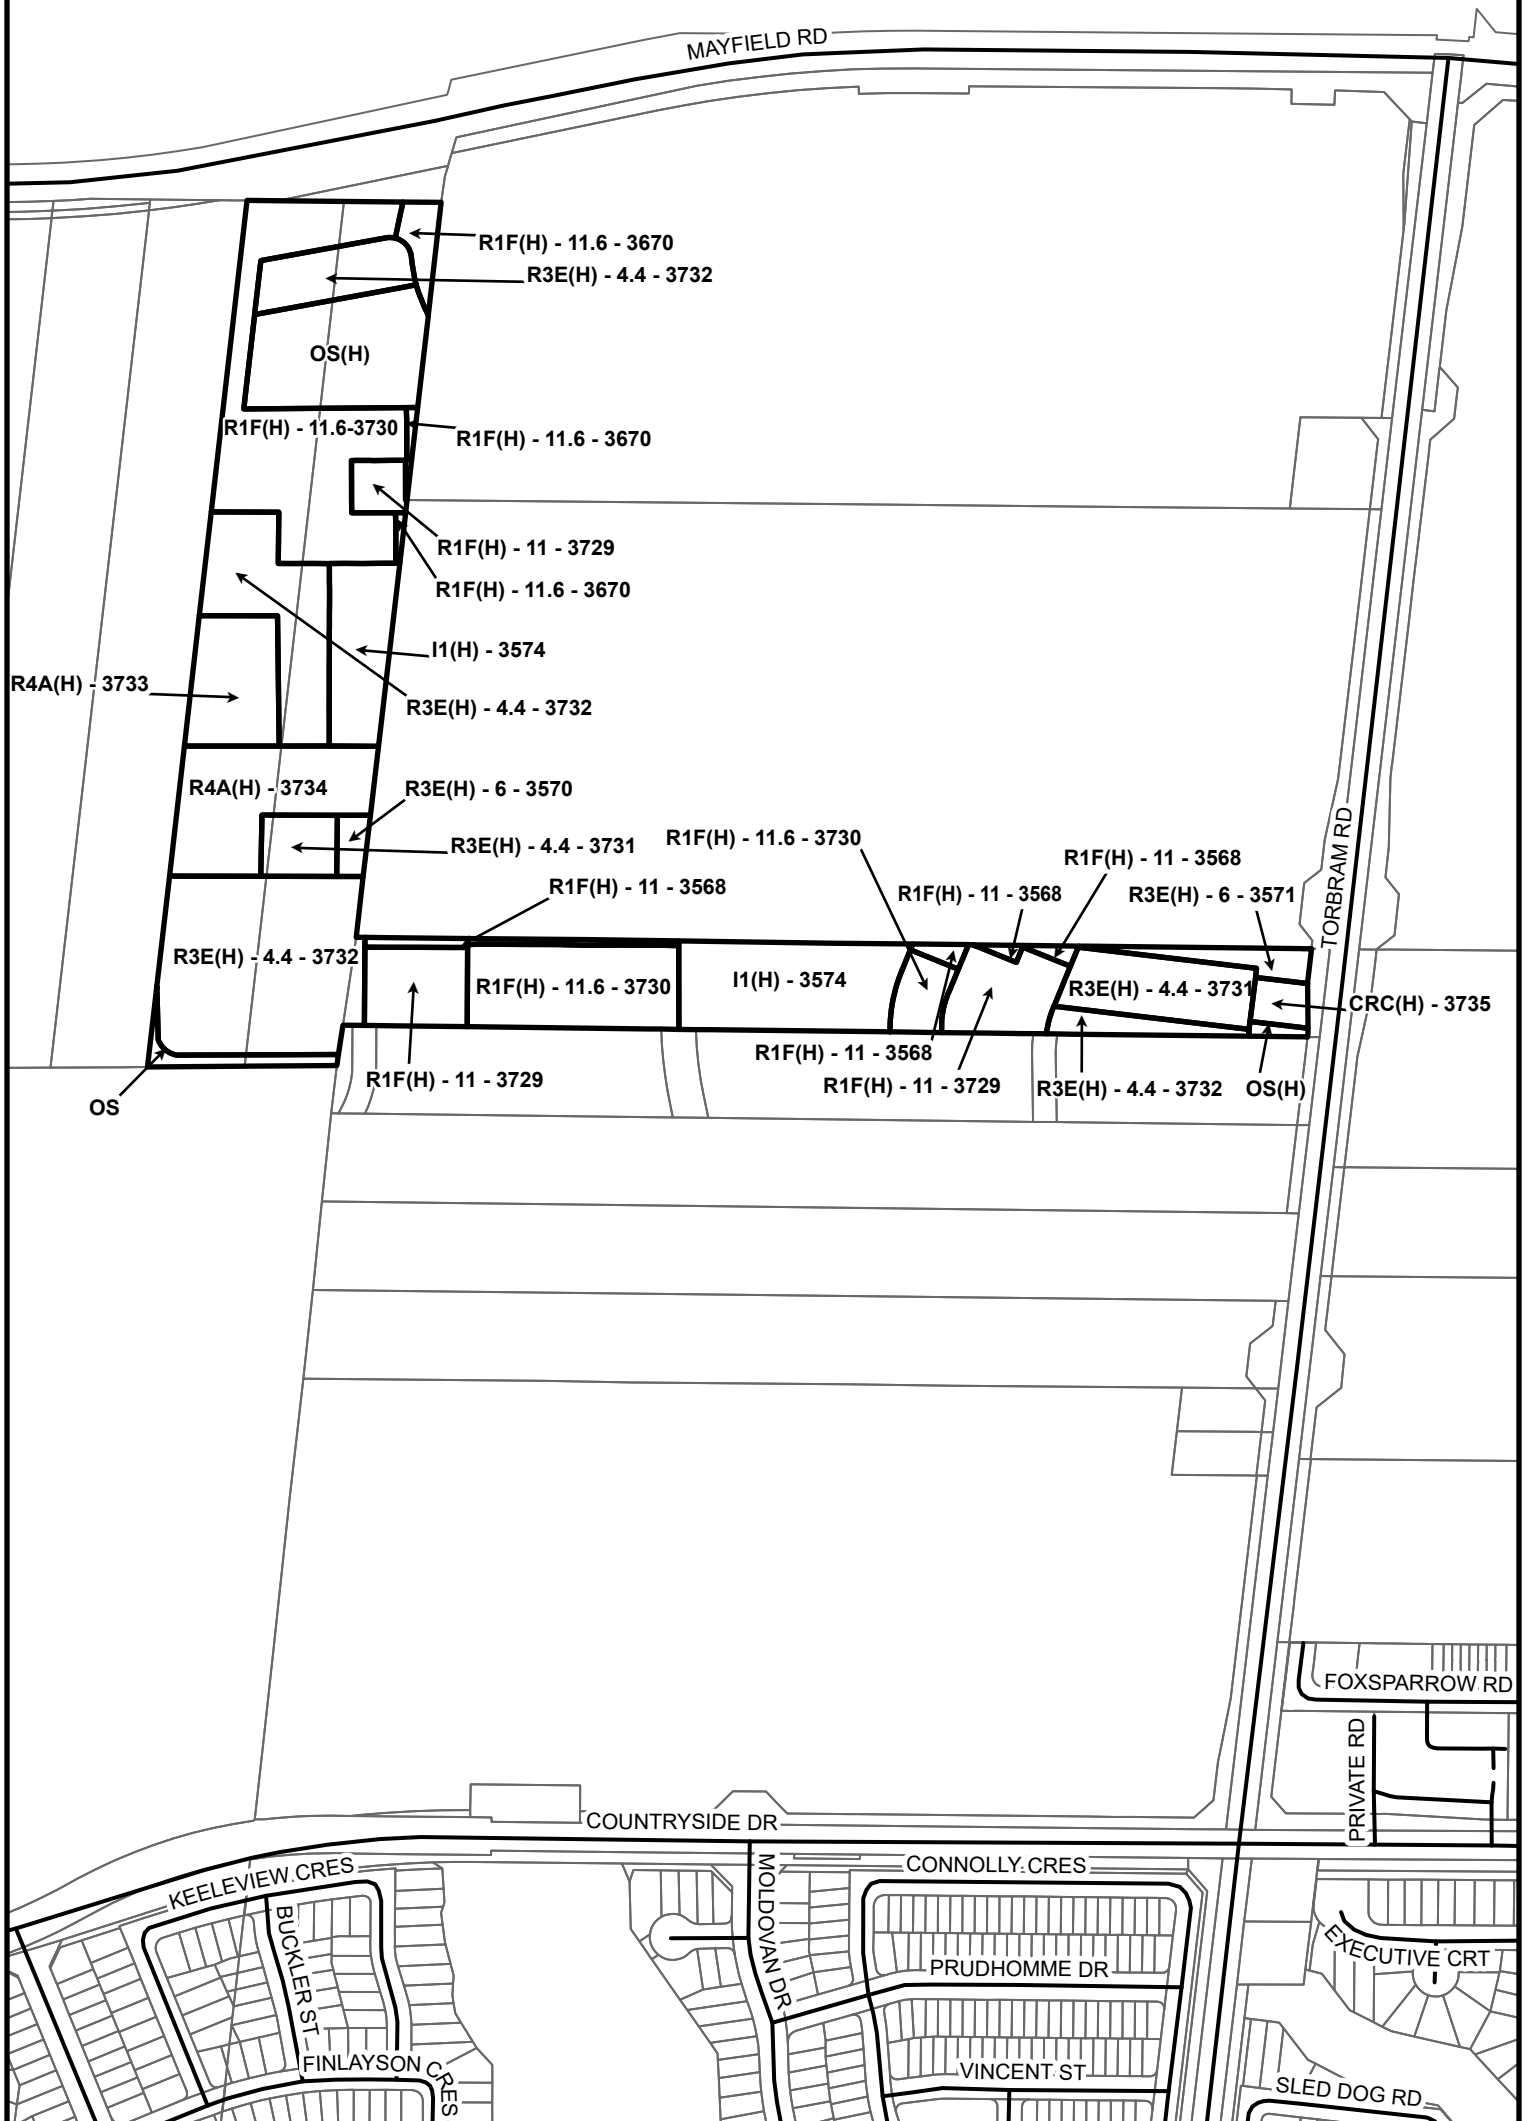 MAYFIELD RD
R1F(H) - 11.6 - 3670
R3E(H) - 4.4 - 3732
OS(H)
R1F(H) - 11.6-3730
R1F(H) - 11.6 - 3670
R1F(H) - 11 - 3729
R1F(H) - 11.6 - 3670
I1(H) - 3574
R4A(H) - 3733
R3E(H) - 4.4 - 3732
R4A(H) - 3734
R3E(H) - 6 - 3570
R3E(H) - 4.4 - 3731
R1F(H) - 11.6 - 3730
R1F(H) - 11 - 3568
R1F(H) - 11 - 3568
R1F(H) - 11 - 3568
R3E(H) - 6 - 3571
TORBRAM RD
R3E(H) - 4.4 - 3732
R1F(H) - 11.6 - 3730
I1(H) - 3574
R3E(H) - 4.4 - 3731
CRC(H) - 3735
R1F(H) - 11 - 3568
R1F(H) - 11 - 3729
R1F(H) - 11 - 3729
R3E(H) - 4.4 - 3732
OS(H)
OS
FOXSPARROW RD
PRIVATE RD
COUNTRYSIDE DR
KEELEVIEW CRES
CONNOLLY CRES
BUCKLER ST
MOLDOVAN DR
EXECUTIVE CRT
PRUDHOMME DR
FINLAYSON CRES
VINCENT ST
SLED DOG RD